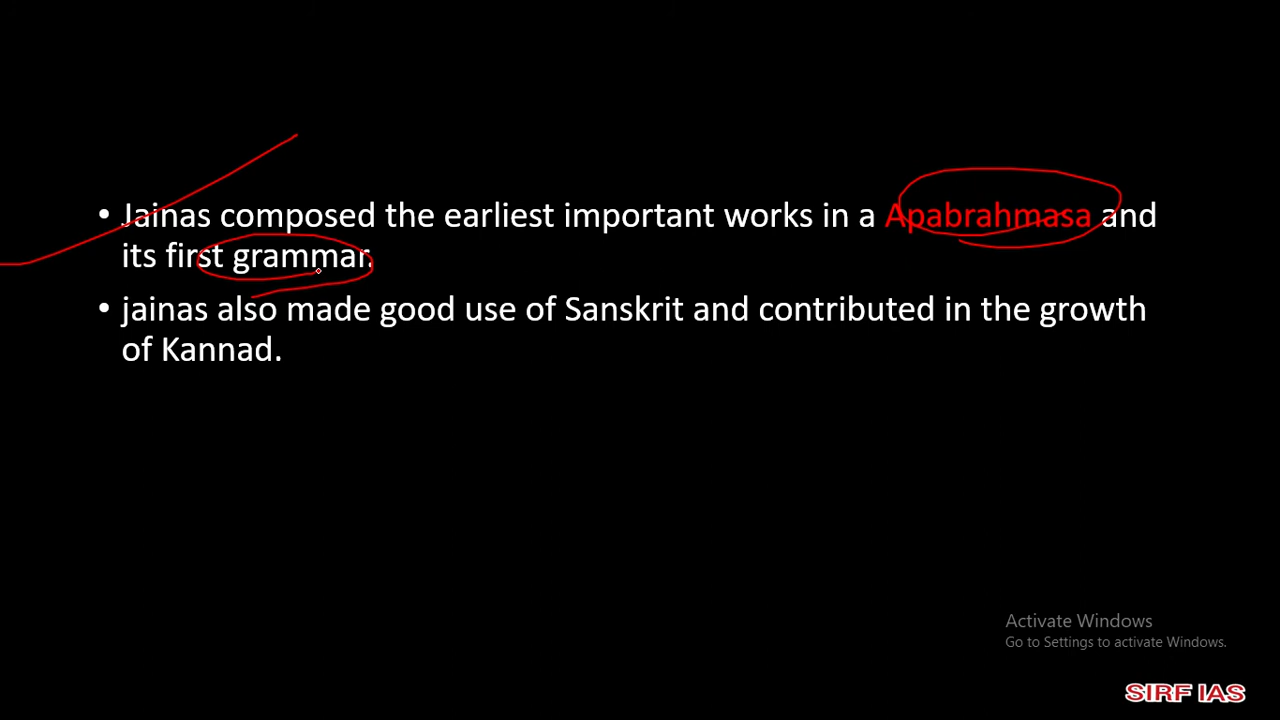 • Jainas composed the earliest important works in a Apabrahmasa and
its first grammar.
• jainas also made good use of Sanskrit and contributed in the growth
of Kannad.
Activate Windows
Go to Settings to activate Windows.
SIRF IAS